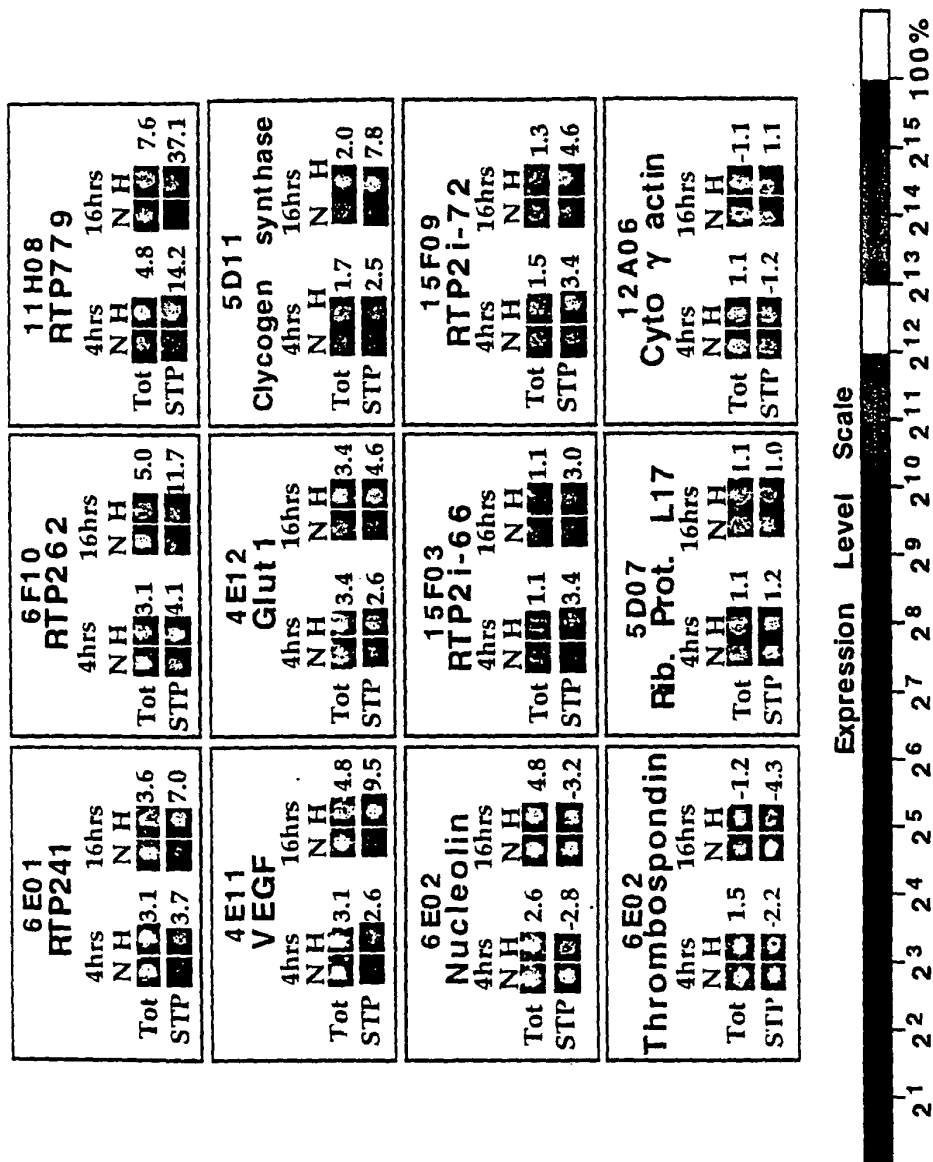 6E01
RTP241
4hrs 16hrs
N H N H
Tot 3.1 3.6
STP 3.7 7.0
6F10
RTP262
4hrs 16hrs
N H N H
Tot 3.1 5.0
STP 4.1 11.7
11H08
RTP779
4hrs 16hrs
N H N H
Tot 4.8 7.6
STP 14.2 37.1
4E11
VEGF
4hrs 16hrs
N H N H
Tot 3.1 4.8
STP 2.6 9.5
4E12
Glut1
4hrs 16hrs
N H N H
Tot 3.4 3.4
STP 2.6 4.6
5D11
Clycogen synthase
4hrs 16hrs
N H N H
Tot 1.7 2.0
STP 2.5 7.8
6E02
Nucleolin
4hrs 16hrs
N H N H
Tot 2.6 4.8
STP -2.8 -3.2
15F03
RTP2i-66
4hrs 16hrs
N H N H
Tot 1.1 1.1
STP 3.4 3.0
15F09
RTP2i-72
4hrs 16hrs
N H N H
Tot 1.5 1.3
STP 3.4 4.6
6E02
Thrombospondin
4hrs 16hrs
N H N H
Tot 1.5 -1.2
STP -2.2 -4.3
5D07
Rib. Prot. L17
4hrs 16hrs
N H N H
Tot 1.1 1.1
STP 1.2 1.0
12A06
Cyto γ actin
4hrs 16hrs
N H N H
Tot 1.1 -1.1
STP -1.2 1.1
Expression Level Scale
2¹ 2² 2³ 2⁴ 2⁵ 2⁶ 2⁷ 2⁸ 2⁹ 2¹⁰ 2¹¹ 2¹² 2¹³ 2¹⁴ 2¹⁵ 100%